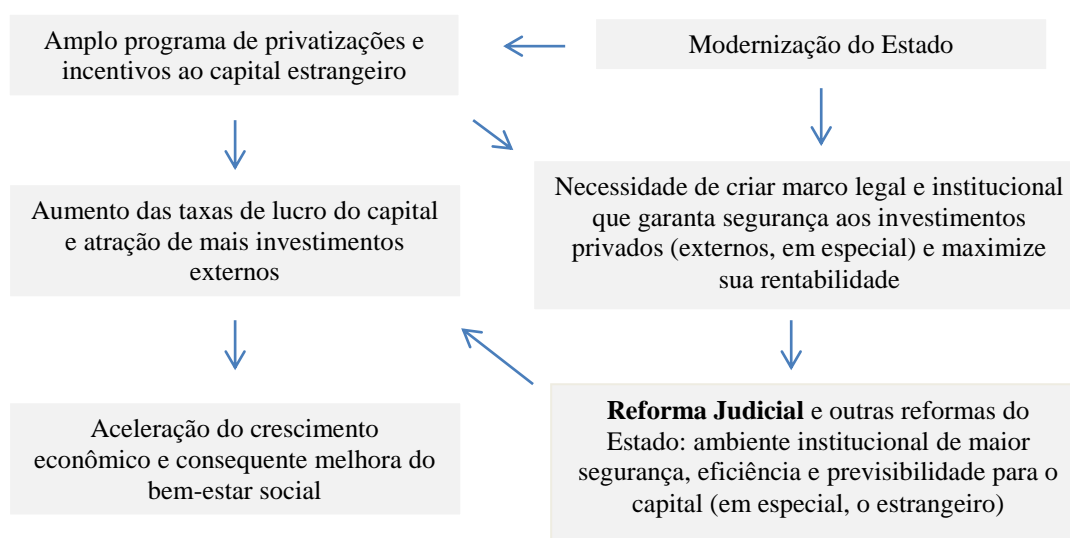 Amplo programa de privatizações e
incentivos ao capital estrangeiro
Modernização do Estado
Aumento das taxas de lucro do capital
e atração de mais investimentos
externos
Necessidade de criar marco legal e institucional
que garanta segurança aos investimentos
privados (externos, em especial) e maximize
sua rentabilidade
Aceleração do crescimento
econômico e consequente melhora do
bem-estar social
Reforma Judicial e outras reformas do
Estado: ambiente institucional de maior
segurança, eficiência e previsibilidade para o
capital (em especial, o estrangeiro)